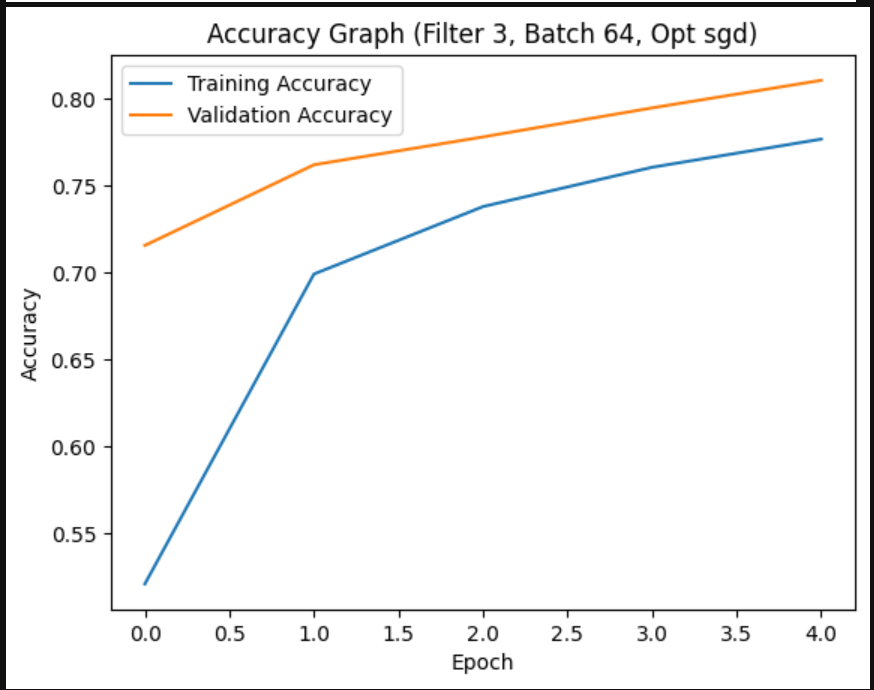 Accuracy Graph (Filter 3, Batch 64, Opt sgd)
Training Accuracy
Validation Accuracy
0.80
0.75
0.70
0.65
0.60
0.55
Accuracy
0.0 0.5 1.0 1.5 2.0 2.5 3.0 3.5 4.0
Epoch